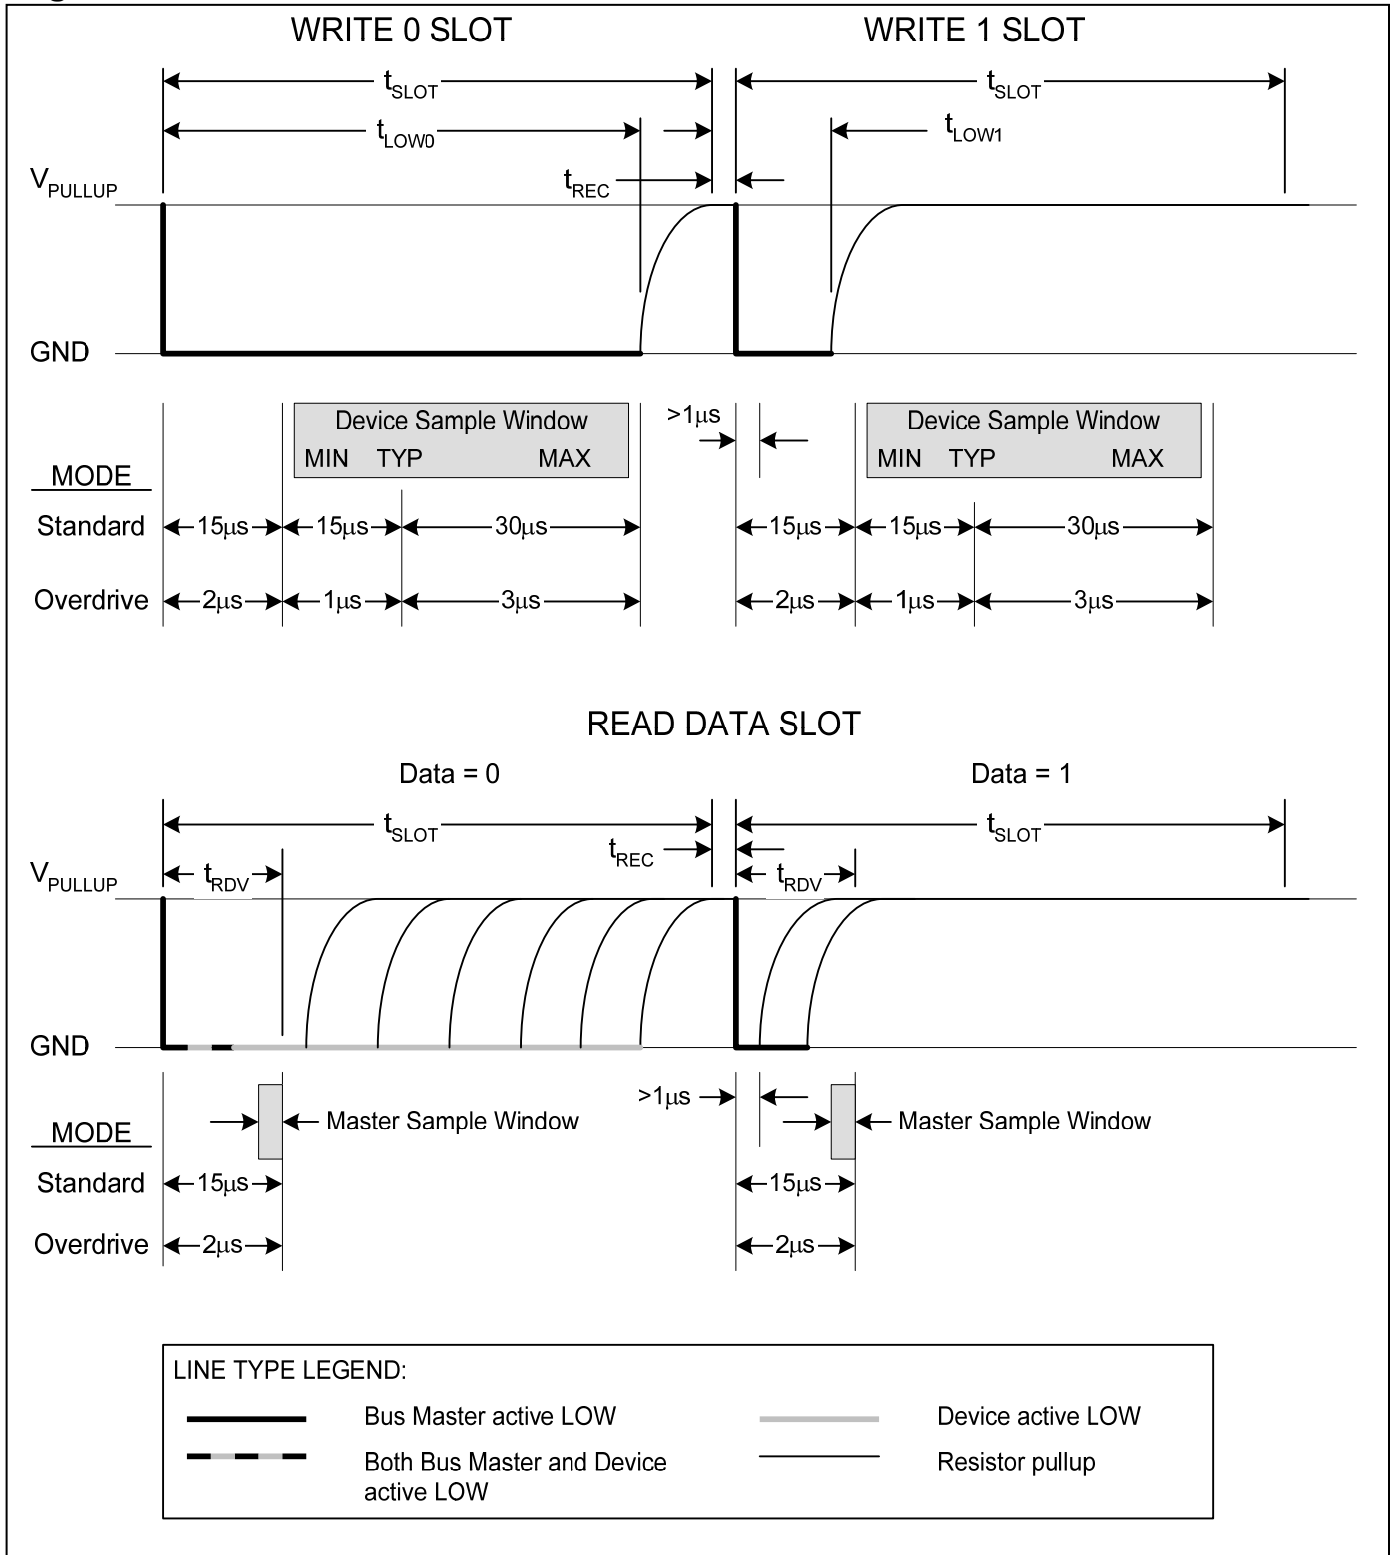 WRITE 0 SLOT WRITE 1 SLOT
tSLOT tSLOT
tLOW0 tLOW1
tREC
VPULLUP
GND
Device Sample Window >1μs Device Sample Window
MIN TYP MAX MIN TYP MAX
MODE
Standard 15μs 15μs 30μs 15μs 15μs 30μs
Overdrive 2μs 1μs 3μs 2μs 1μs 3μs
READ DATA SLOT
Data = 0 Data = 1
tSLOT tSLOT
tREC
VPULLUP tRDV tRDV
GND
>1μs
Master Sample Window Master Sample Window
MODE
Standard 15μs 15μs
Overdrive 2μs 2μs
LINE TYPE LEGEND:
Bus Master active LOW Device active LOW
Both Bus Master and Device Resistor pullup
active LOW